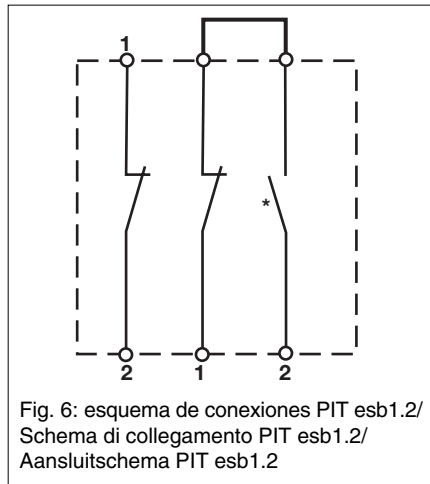 1
*
2 1 2
Fig. 6: esquema de conexiones PIT esb1.2/
Schema di collegamento PIT esb1.2/
Aansluitschema PIT esb1.2